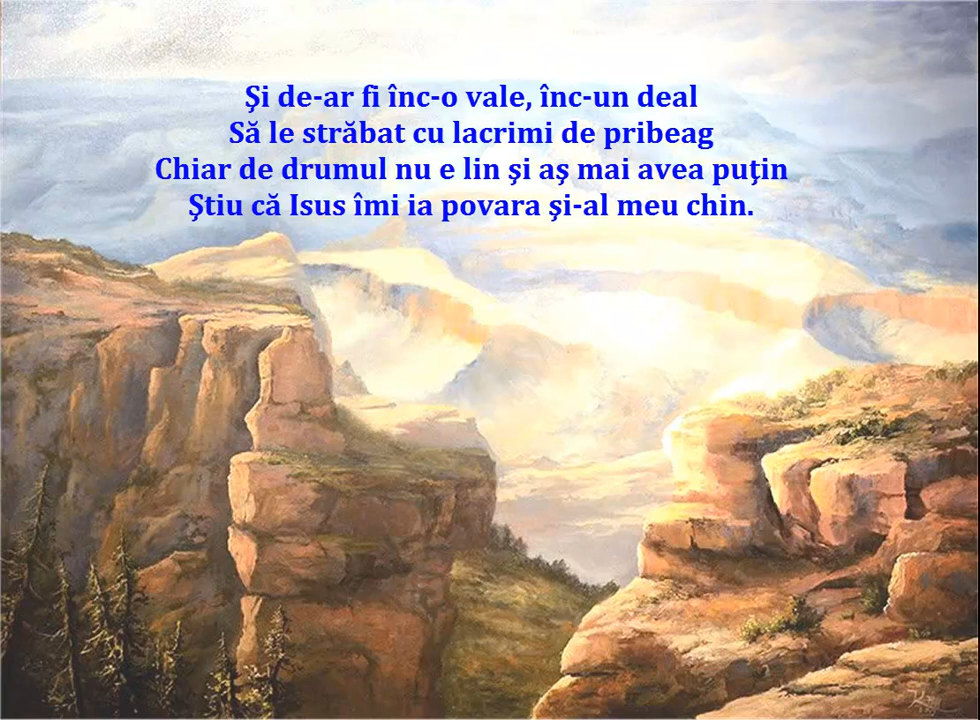 Şi de-ar fi înc-o vale, înc-un deal
Să le străbat cu lacrimi de pribeag
Chiar de drumul nu e lin şi aş mai avea puţin
Ştiu că Isus îmi ia povara şi-al meu chin.